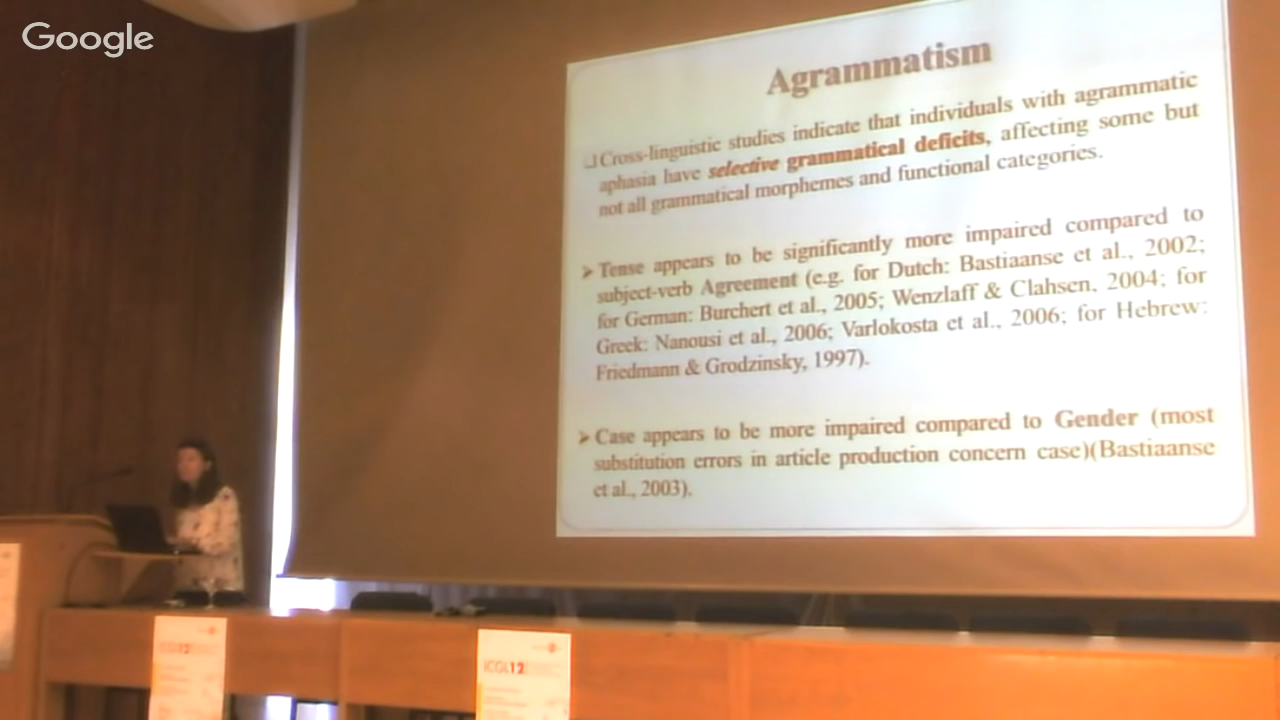 Google
Agrammatism
Cross-linguistic studies indicate that individuals with agrammatic
aphasia have selective grammatical deficits, affecting some but
not all grammatical morphemes and functional categories.
Tense appears to be significantly more impaired compared to
subject-verb Agreement (e.g. for Dutch: Bastiaanse et al., 2002;
for German: Burchert et al., 2005; Wenzlaff & Clahsen, 2004; for
Greek: Nanousi et al., 2006; Varlokosta et al., 2006; for Hebrew:
Friedmann & Grodzinsky, 1997).
Case appears to be more impaired compared to Gender (most
substitution errors in article production concern case)(Bastiaanse
et al., 2003).
ICGL12
ICGL12